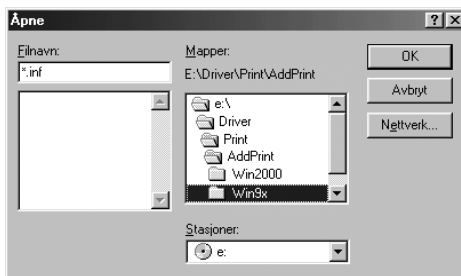 Åpne
Filnavn:
*.inf
Mapper:
E:\Driver\Print\AddPrint
e:\
Driver
Print
AddPrint
Win2000
Win9x
Stasjoner:
e:
OK
Avbryt
Nettverk...